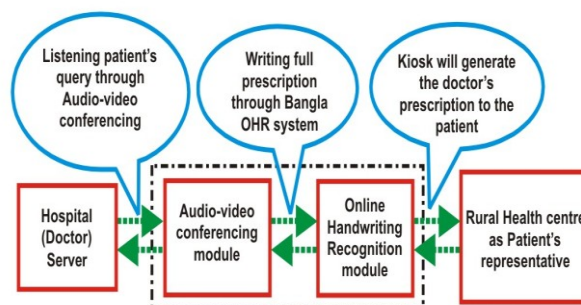 Listening patient's
query through
Audio-video
conferencing
Writing full
prescription
through Bangla
OHR system
Kiosk will generate
the doctor's
prescription to the
patient
Hospital
(Doctor)
Server
Audio-video
conferencing
module
Online
Handwriting
Recognition
module
Rural Health centre
as Patient's
representative